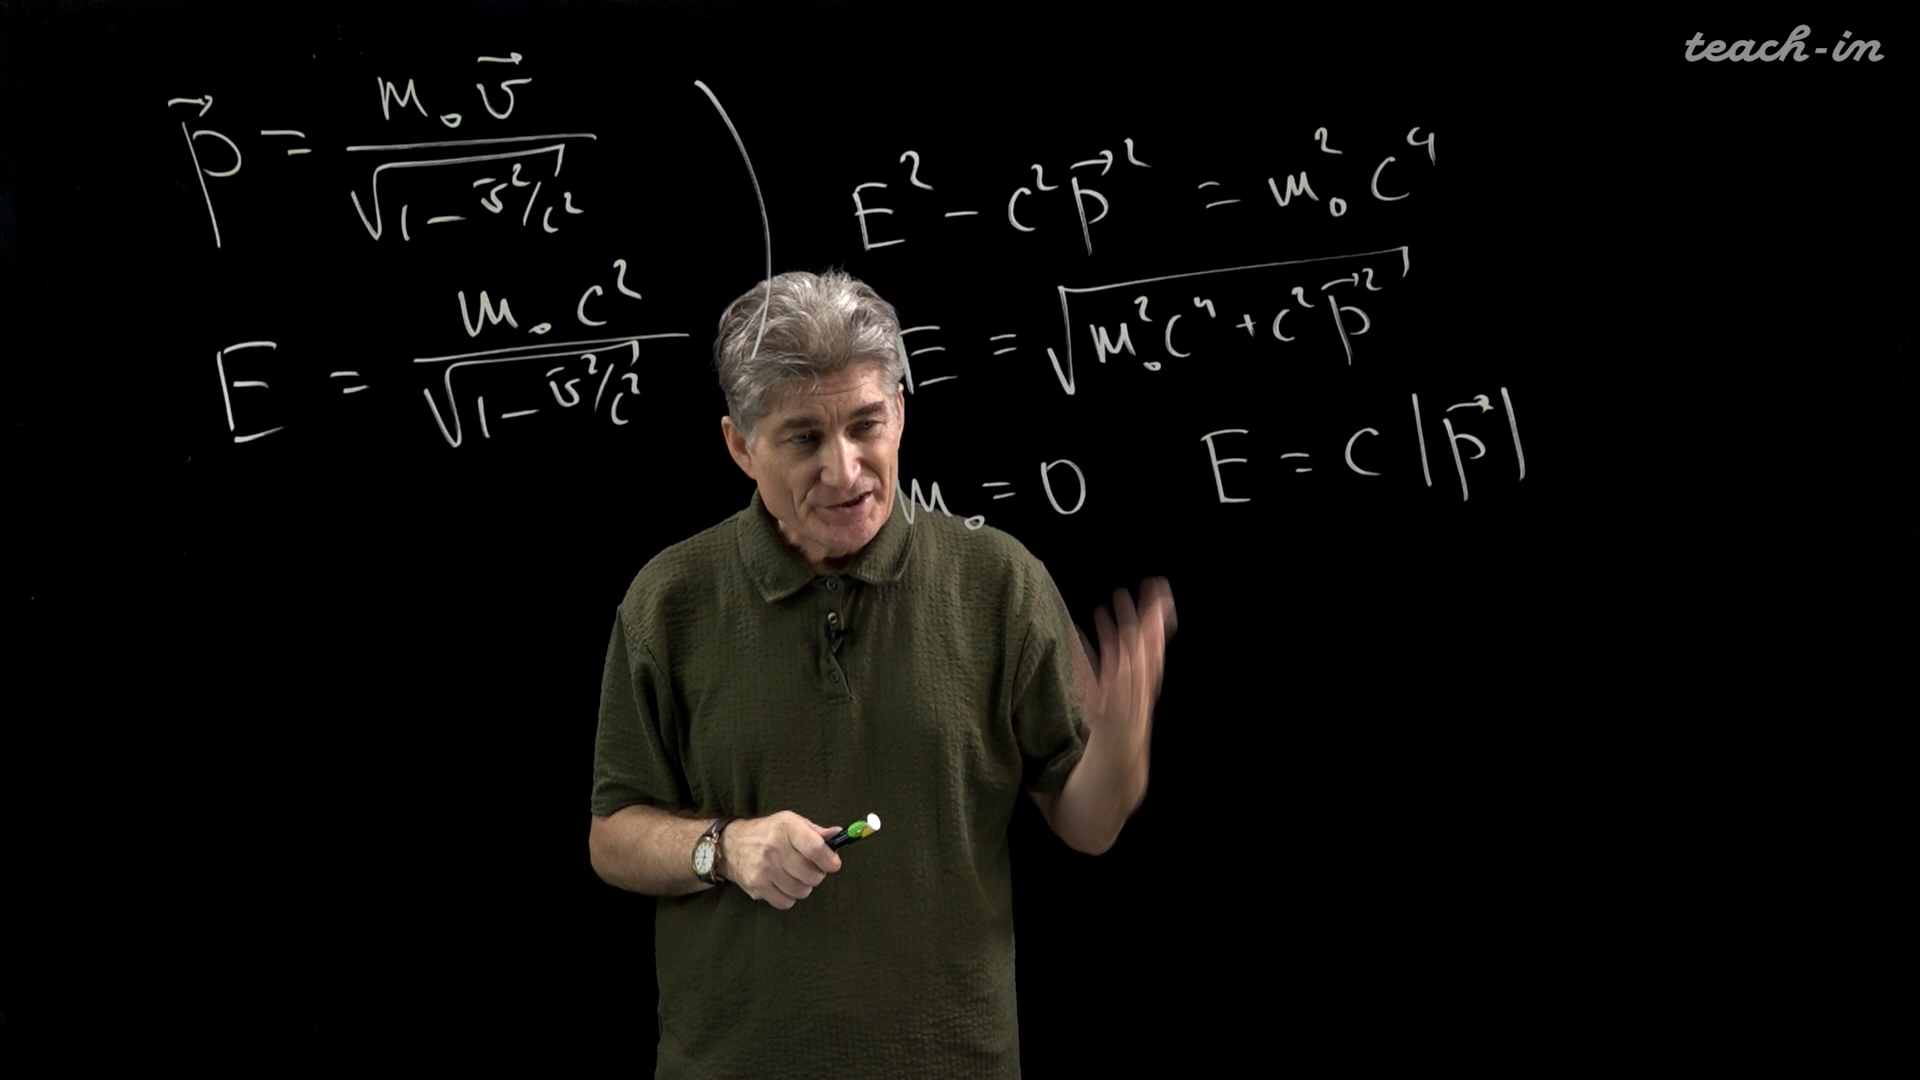 teach-in
p⃗ = m₀v⃗ / √(1 − v⃗²/c²)
E = m₀c² / √(1 − v⃗²/c²)
E² − c²p⃗² = m₀²c⁴
E = √(m₀²c⁴ + c²p⃗²)
m₀ = 0 E = c|p⃗|